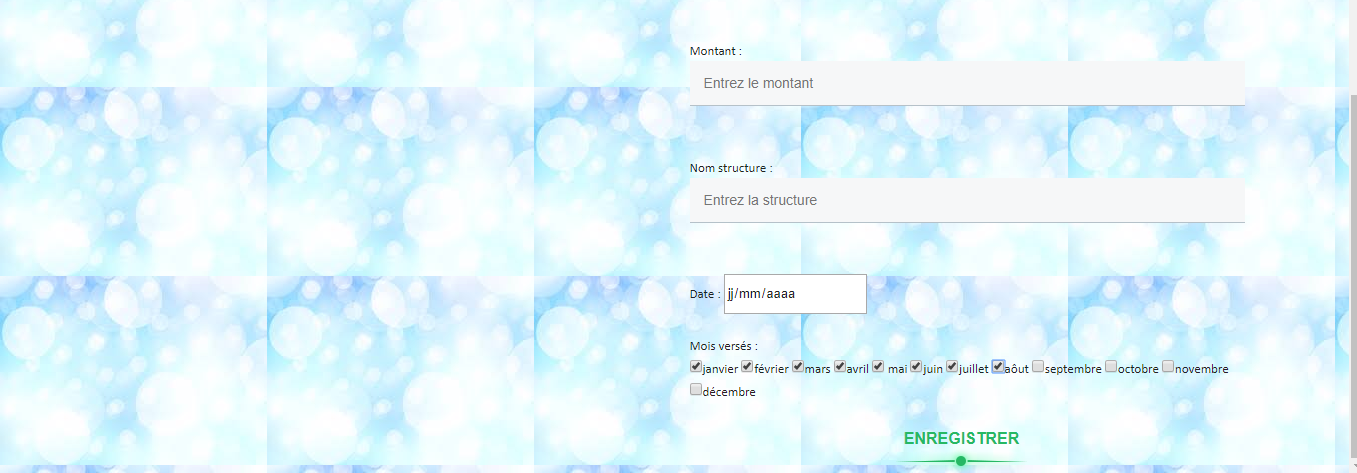 Montant :
Entrez le montant
Nom structure :
Entrez la structure
Date : jj/mm/aaaa
Mois versés :
janvier février mars avril mai juin juillet aôut septembre octobre novembre
décembre
ENREGISTRER